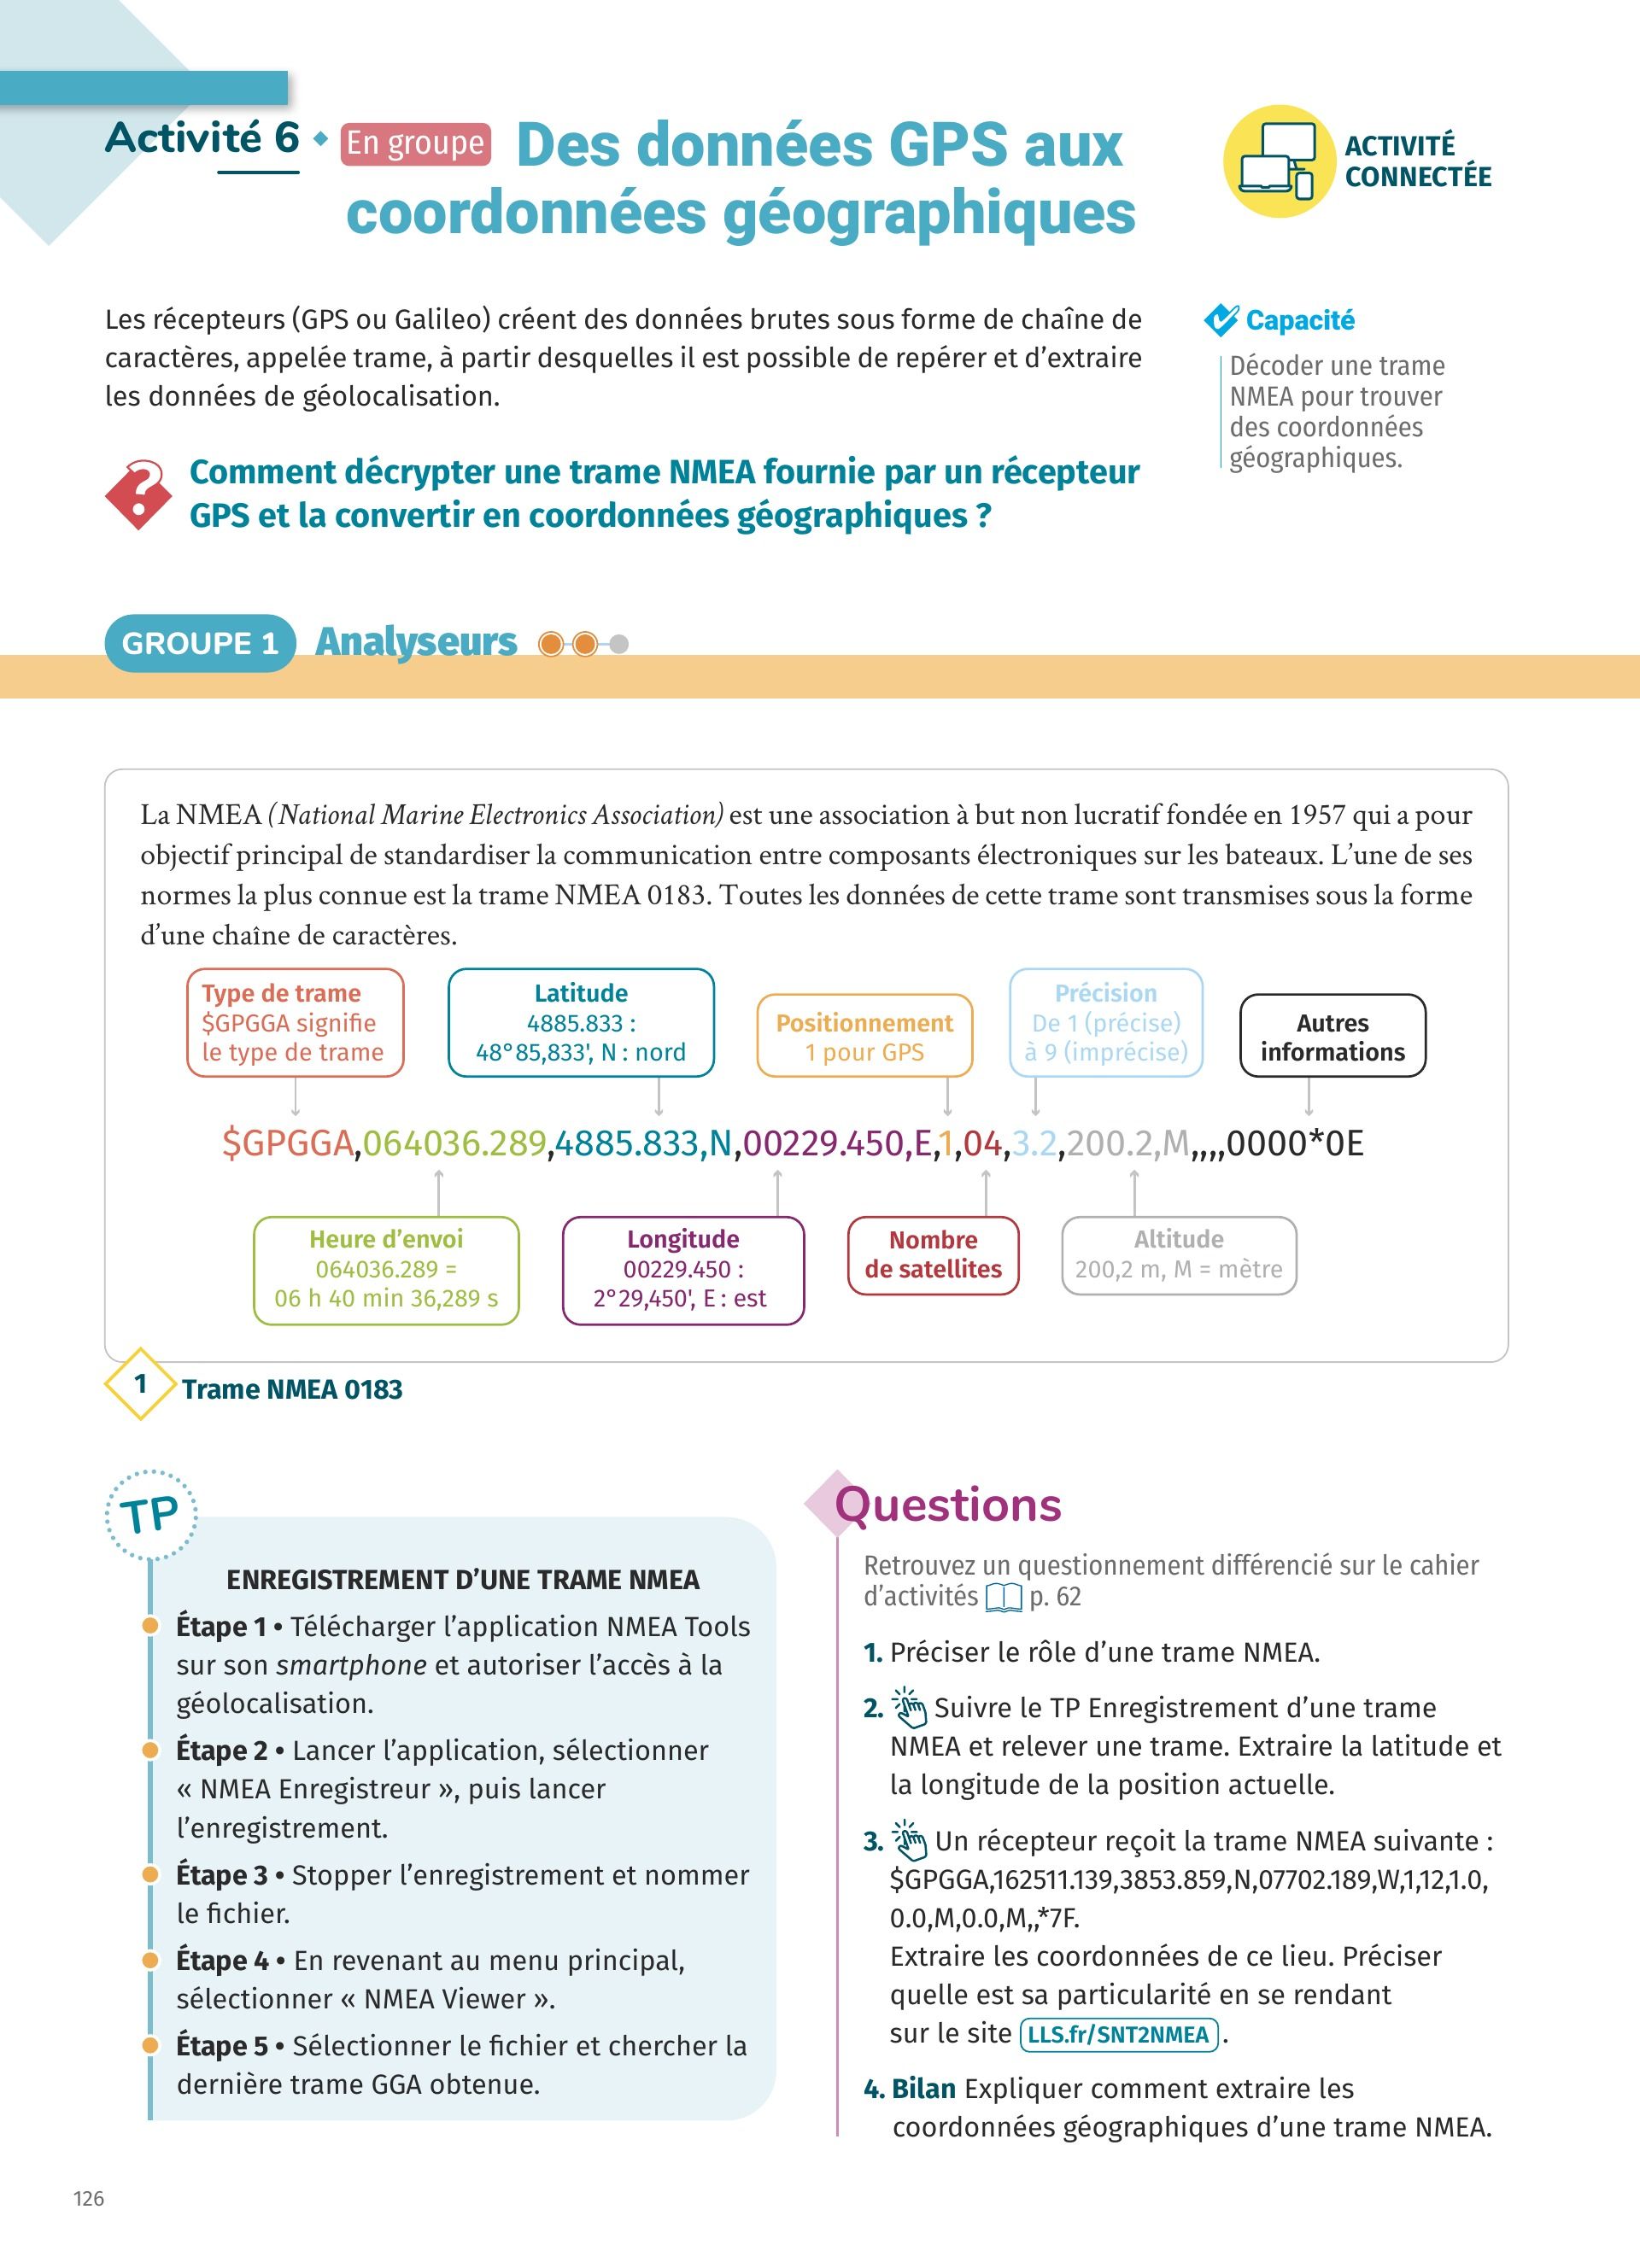 Activité 6 ◆ En groupe Des données GPS aux
coordonnées géographiques
ACTIVITÉ
CONNECTÉE
Les récepteurs (GPS ou Galileo) créent des données brutes sous forme de chaîne de
caractères, appelée trame, à partir desquelles il est possible de repérer et d’extraire
les données de géolocalisation.
Capacité
Décoder une trame
NMEA pour trouver
des coordonnées
géographiques.
?
Comment décrypter une trame NMEA fournie par un récepteur
GPS et la convertir en coordonnées géographiques ?
GROUPE 1 Analyseurs
La NMEA (National Marine Electronics Association) est une association à but non lucratif fondée en 1957 qui a pour
objectif principal de standardiser la communication entre composants électroniques sur les bateaux. L’une de ses
normes la plus connue est la trame NMEA 0183. Toutes les données de cette trame sont transmises sous la forme
d’une chaîne de caractères.
Type de trame
$GPGGA signifie
le type de trame
Latitude
4885.833 :
48°85,833', N : nord
Positionnement
1 pour GPS
Précision
De 1 (précise)
à 9 (imprécise)
Autres
informations
$GPGGA,064036.289,4885.833,N,00229.450,E,1,04,3.2,200.2,M,,,,0000*0E
Heure d’envoi
064036.289 =
06 h 40 min 36,289 s
Longitude
00229.450 :
2°29,450', E : est
Nombre
de satellites
Altitude
200,2 m, M = mètre
1 Trame NMEA 0183
TP
ENREGISTREMENT D’UNE TRAME NMEA
Étape 1 • Télécharger l’application NMEA Tools
sur son smartphone et autoriser l’accès à la
géolocalisation.
Étape 2 • Lancer l’application, sélectionner
« NMEA Enregistreur », puis lancer
l’enregistrement.
Étape 3 • Stopper l’enregistrement et nommer
le fichier.
Étape 4 • En revenant au menu principal,
sélectionner « NMEA Viewer ».
Étape 5 • Sélectionner le fichier et chercher la
dernière trame GGA obtenue.
Questions
Retrouvez un questionnement différencié sur le cahier
d’activités p. 62
1. Préciser le rôle d’une trame NMEA.
2. Suivre le TP Enregistrement d’une trame
NMEA et relever une trame. Extraire la latitude et
la longitude de la position actuelle.
3. Un récepteur reçoit la trame NMEA suivante :
$GPGGA,162511.139,3853.859,N,07702.189,W,1,12,1.0,
0.0,M,0.0,M,,*7F.
Extraire les coordonnées de ce lieu. Préciser
quelle est sa particularité en se rendant
sur le site LLS.fr/SNT2NMEA .
4. Bilan Expliquer comment extraire les
coordonnées géographiques d’une trame NMEA.
126